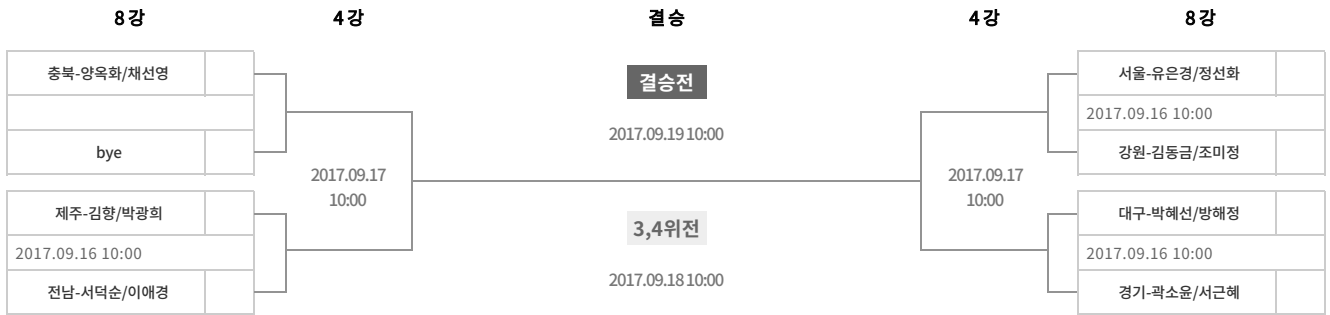 8강
4강
결승
4강
8강
충북-양옥화/채선영
bye
제주-김향/박광희
2017.09.16 10:00
전남-서덕순/이애경
2017.09.17
10:00
결승전
2017.09.19 10:00
3,4위전
2017.09.18 10:00
2017.09.17
10:00
서울-유은경/정선화
2017.09.16 10:00
강원-김동금/조미정
대구-박혜선/방해정
2017.09.16 10:00
경기-곽소윤/서근혜